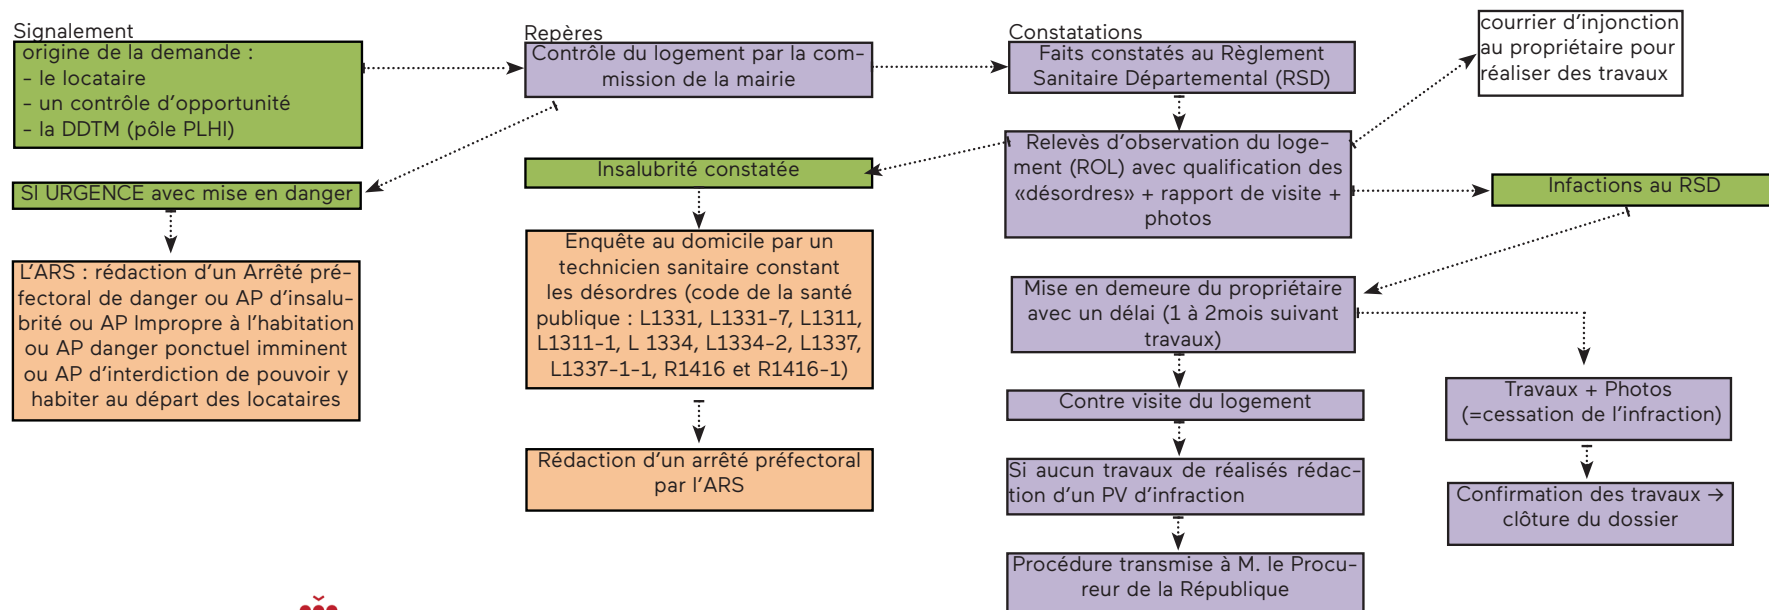 Signalement
origine de la demande :
- le locataire
- un contrôle d'opportunité
- la DDTM (pôle PLHI)
SI URGENCE avec mise en danger
L'ARS : rédaction d'un Arrêté pré-
fectoral de danger ou AP d'insalu-
brité ou AP Impropre à l'habitation
ou AP danger ponctuel imminent
ou AP d'interdiction de pouvoir y
habiter au départ des locataires
Repères
Contrôle du logement par la com-
mission de la mairie
Insalubrité constatée
Enquête au domicile par un
technicien sanitaire constant
les désordres (code de la santé
publique : L1331, L1331-7, L1311,
L1311-1, L 1334, L1334-2, L1337,
L1337-1-1, R1416 et R1416-1)
Rédaction d'un arrêté préfectoral
par l'ARS
Constatations
Faits constatés au Règlement
Sanitaire Départemental (RSD)
Relevès d'observation du loge-
ment (ROL) avec qualification des
«désordres» + rapport de visite +
photos
Mise en demeure du propriétaire
avec un délai (1 à 2mois suivant
travaux)
Contre visite du logement
Si aucun travaux de réalisés rédac-
tion d'un PV d'infraction
Procédure transmise à M. le Procu-
reur de la République
courrier d'injonction
au propriétaire pour
réaliser des travaux
Infactions au RSD
Travaux + Photos
(=cessation de l'infraction)
Confirmation des travaux →
clôture du dossier